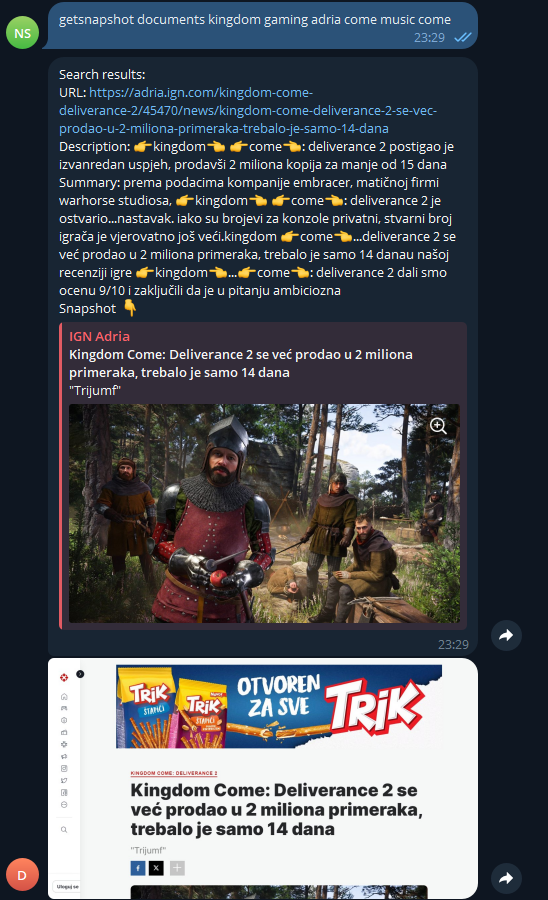 getsnapshot documents kingdom gaming adria come music come
23:29
NS
Search results:
URL: https://adria.ign.com/kingdom-come-
deliverance-2/45470/news/kingdom-come-deliverance-2-se-vec-
prodao-u-2-miliona-primeraka-trebalo-je-samo-14-dana
Description: 👉kingdom👈 👉come👈: deliverance 2 postigao je
izvanredan uspjeh, prodavši 2 miliona kopija za manje od 15 dana
Summary: prema podacima kompanije embracer, matičnoj firmi
warhorse studiosa, 👉kingdom👈 👉come👈: deliverance 2 je
ostvario...nastavak. iako su brojevi za konzole privatni, stvarni broj
igrača je vjerovatno još veći.kingdom 👉come👈...deliverance 2 se
već prodao u 2 miliona primeraka, trebalo je samo 14 danau našoj
recenziji igre 👉kingdom👈...👉come👈: deliverance 2 dali smo
ocenu 9/10 i zaključili da je u pitanju ambiciozna
Snapshot 👇
IGN Adria
Kingdom Come: Deliverance 2 se već prodao u 2 miliona
primeraka, trebalo je samo 14 dana
"Trijumf"
23:29
TRIK
ŠTAPIĆI
TRIK
OTVOREN
ZA SVE
TRIK
KINGDOM COME: DELIVERANCE 2
Kingdom Come: Deliverance 2 se
već prodao u 2 miliona primeraka,
trebalo je samo 14 dana
"Trijumf"
f X +
Uloguj se
D